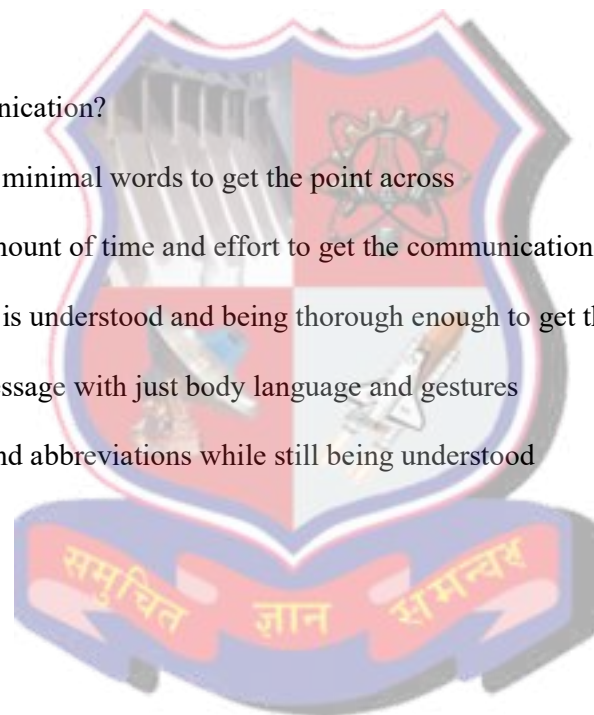 nication?
minimal words to get the point across
nount of time and effort to get the communication
is understood and being thorough enough to get th
essage with just body language and gestures
nd abbreviations while still being understood
समुचित ज्ञान समन्वय